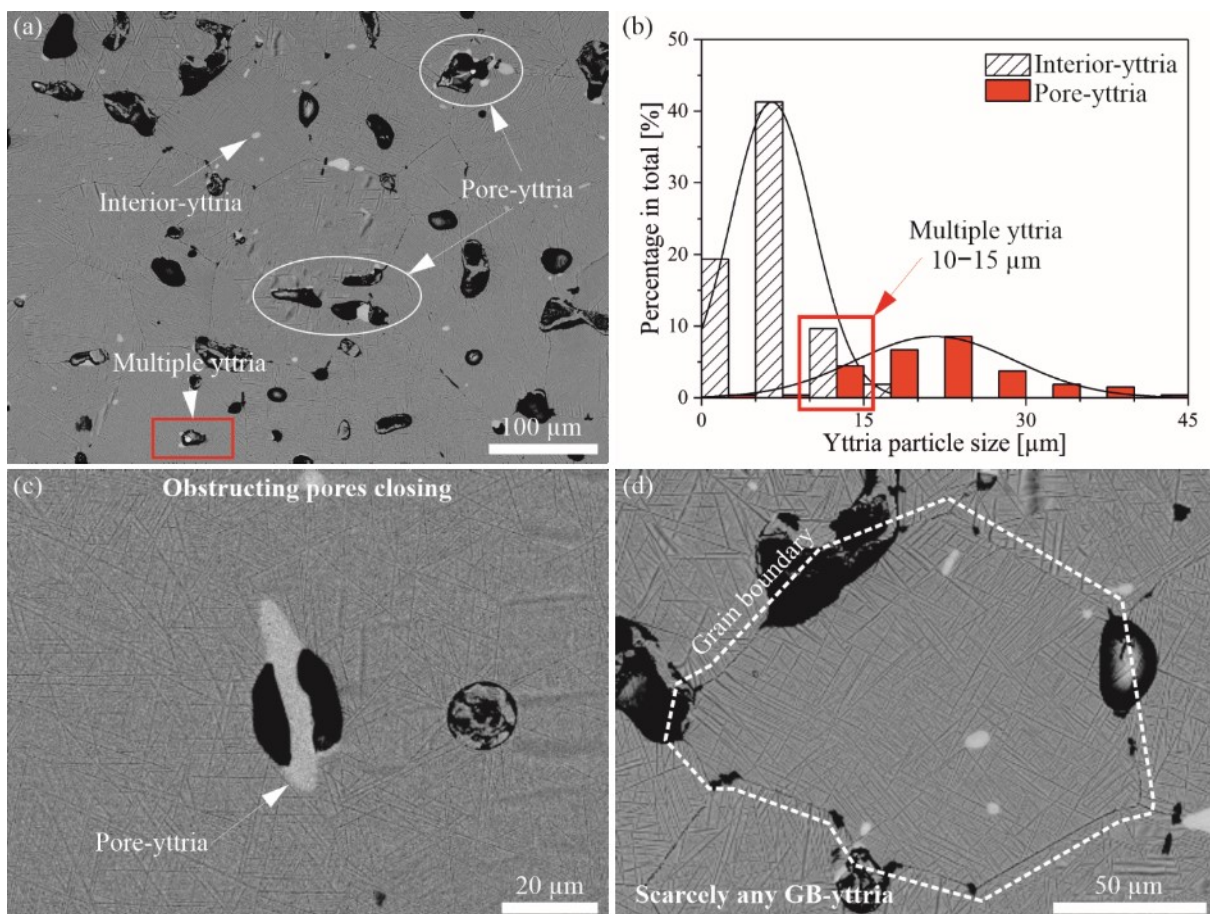 (a)
Interior-yttria
Pore-yttria
Multiple yttria
100 µm
(b)
50
40
30
20
10
0
Percentage in total [%]
Interior-yttria
Pore-yttria
Multiple yttria
10−15 µm
0
15
30
45
Yttria particle size [µm]
(c)
Obstructing pores closing
Pore-yttria
20 µm
(d)
Grain boundary
Scarcely any GB-yttria
50 µm